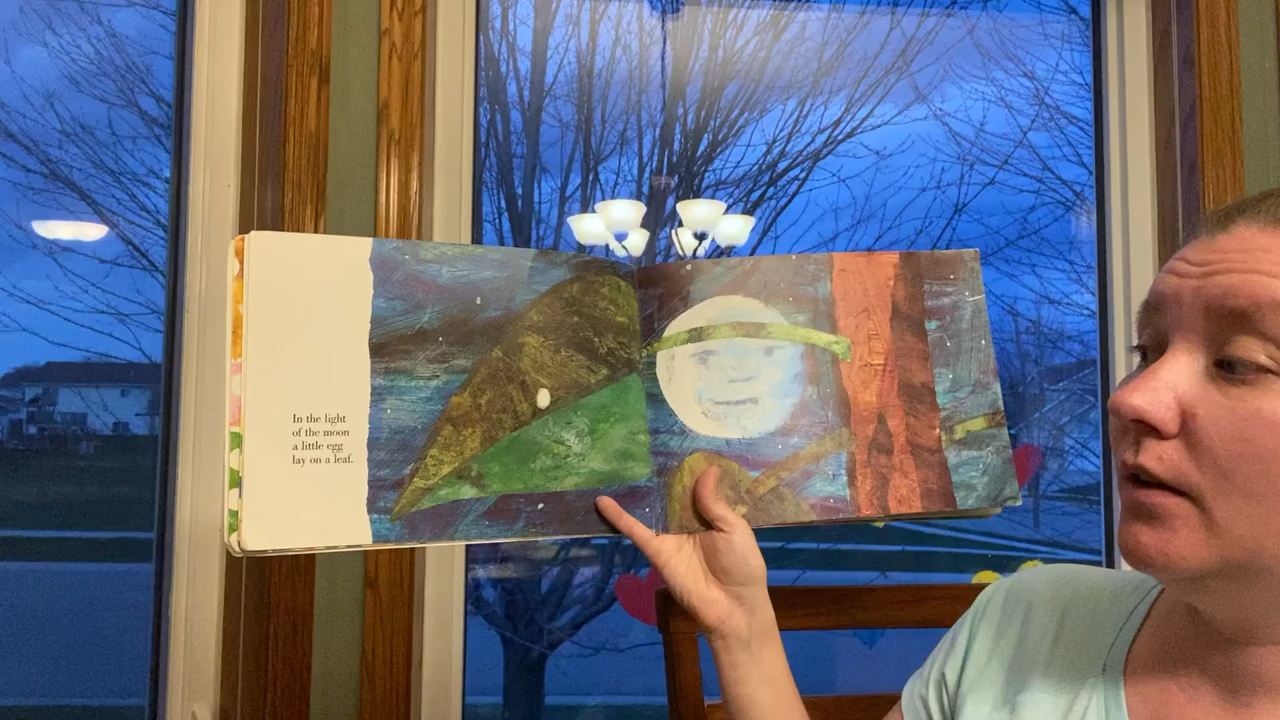 In the light
of the moon
a little egg
lay on a leaf.